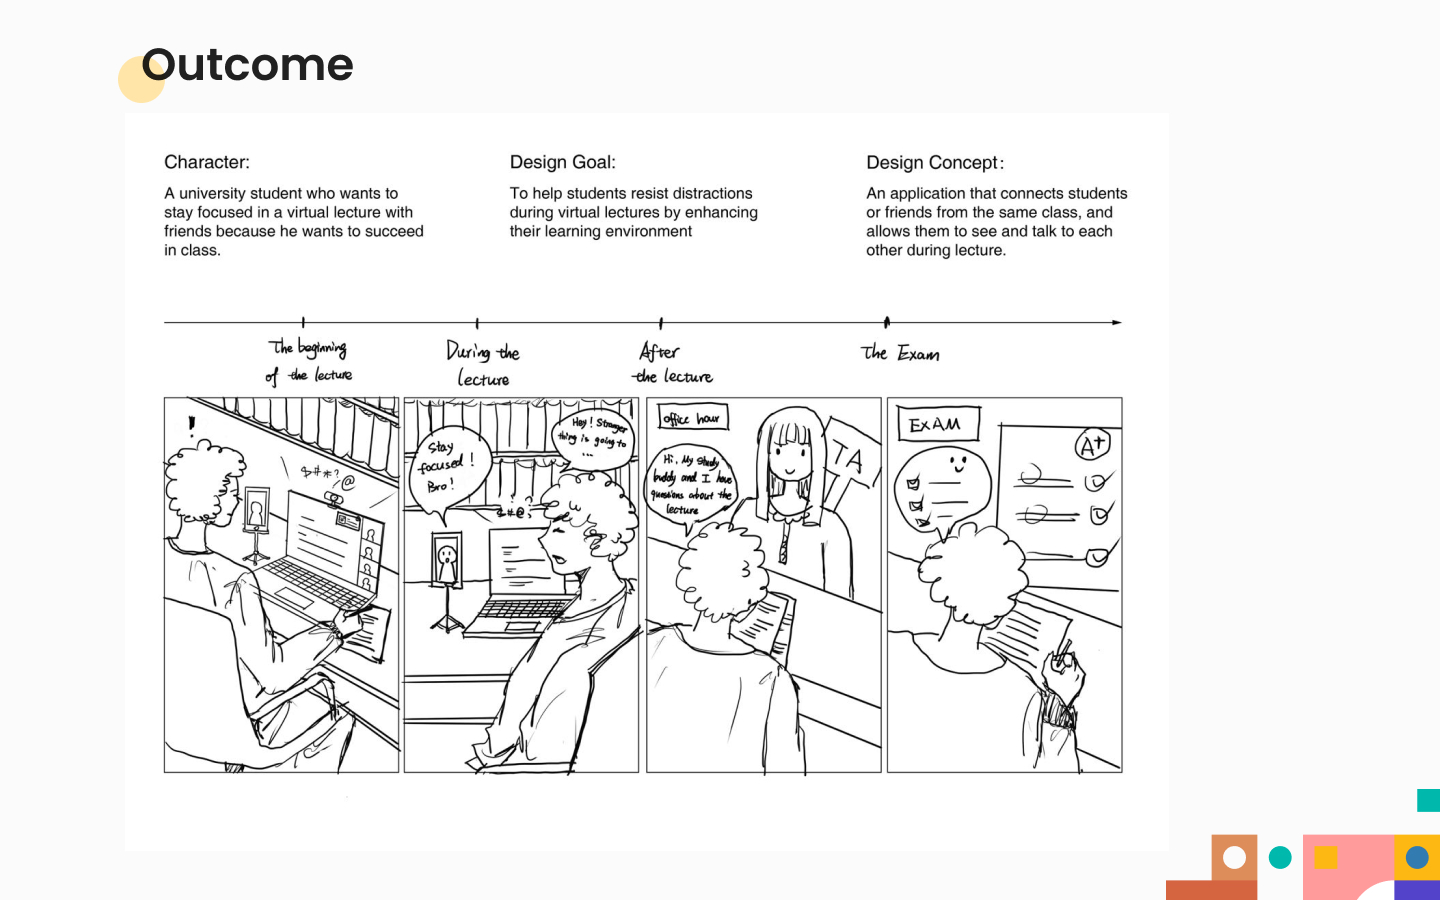 Outcome
Character:
A university student who wants to
stay focused in a virtual lecture with
friends because he wants to succeed
in class.
Design Goal:
To help students resist distractions
during virtual lectures by enhancing
their learning environment
Design Concept:
An application that connects students
or friends from the same class, and
allows them to see and talk to each
other during lecture.
The beginning
of the lecture
During the
lecture
After
the lecture
The Exam
!
$#*?
@
Stay
focused!
Bro!
Hey! Stranger
thing is going to
...
$#@?
office hour
Hi, My Study
buddy and I have
questions about the
lecture
TA
EXAM
A+